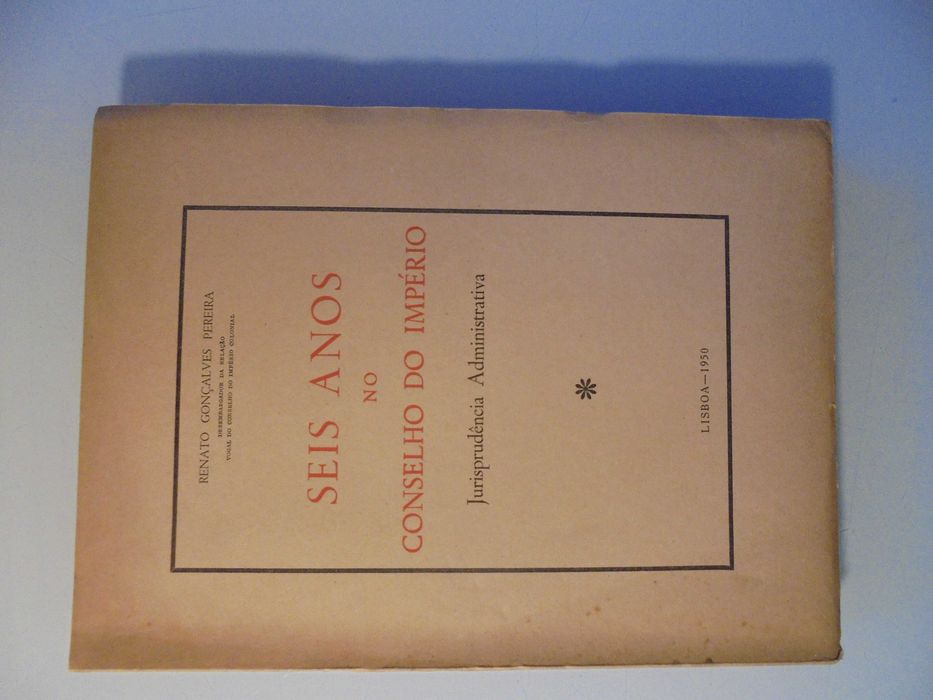 RENATO GONÇALVES PEREIRA
DESEMBARGADOR DA RELAÇÃO
VOGAL DO CONSELHO DO IMPÉRIO COLONIAL
SEIS ANOS
NO
CONSELHO DO IMPÉRIO
Jurisprudência Administrativa
LISBOA—1950